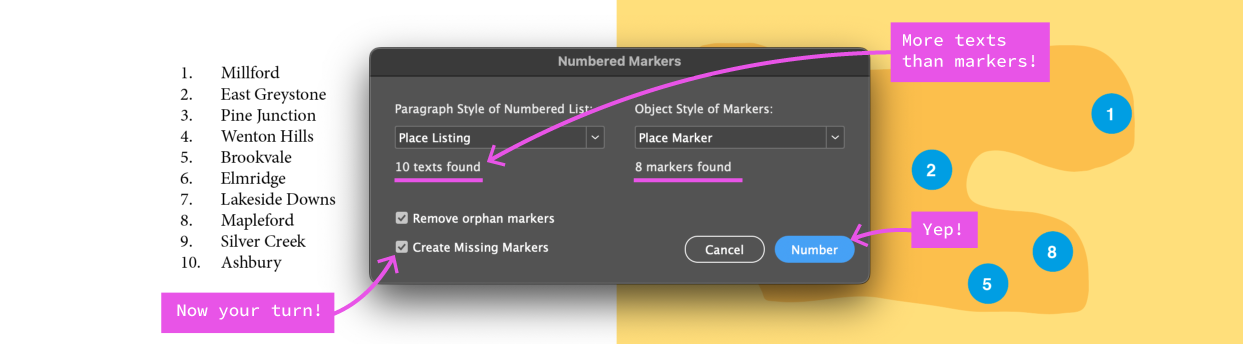 1. Millford
2. East Greystone
3. Pine Junction
4. Wenton Hills
5. Brookvale
6. Elmridge
7. Lakeside Downs
8. Mapleford
9. Silver Creek
10. Ashbury
Now your turn!
Numbered Markers
Paragraph Style of Numbered List:
Place Listing
10 texts found
Object Style of Markers:
Place Marker
8 markers found
Remove orphan markers
Create Missing Markers
Cancel
Number
More texts
than markers!
Yep!
1
2
8
5